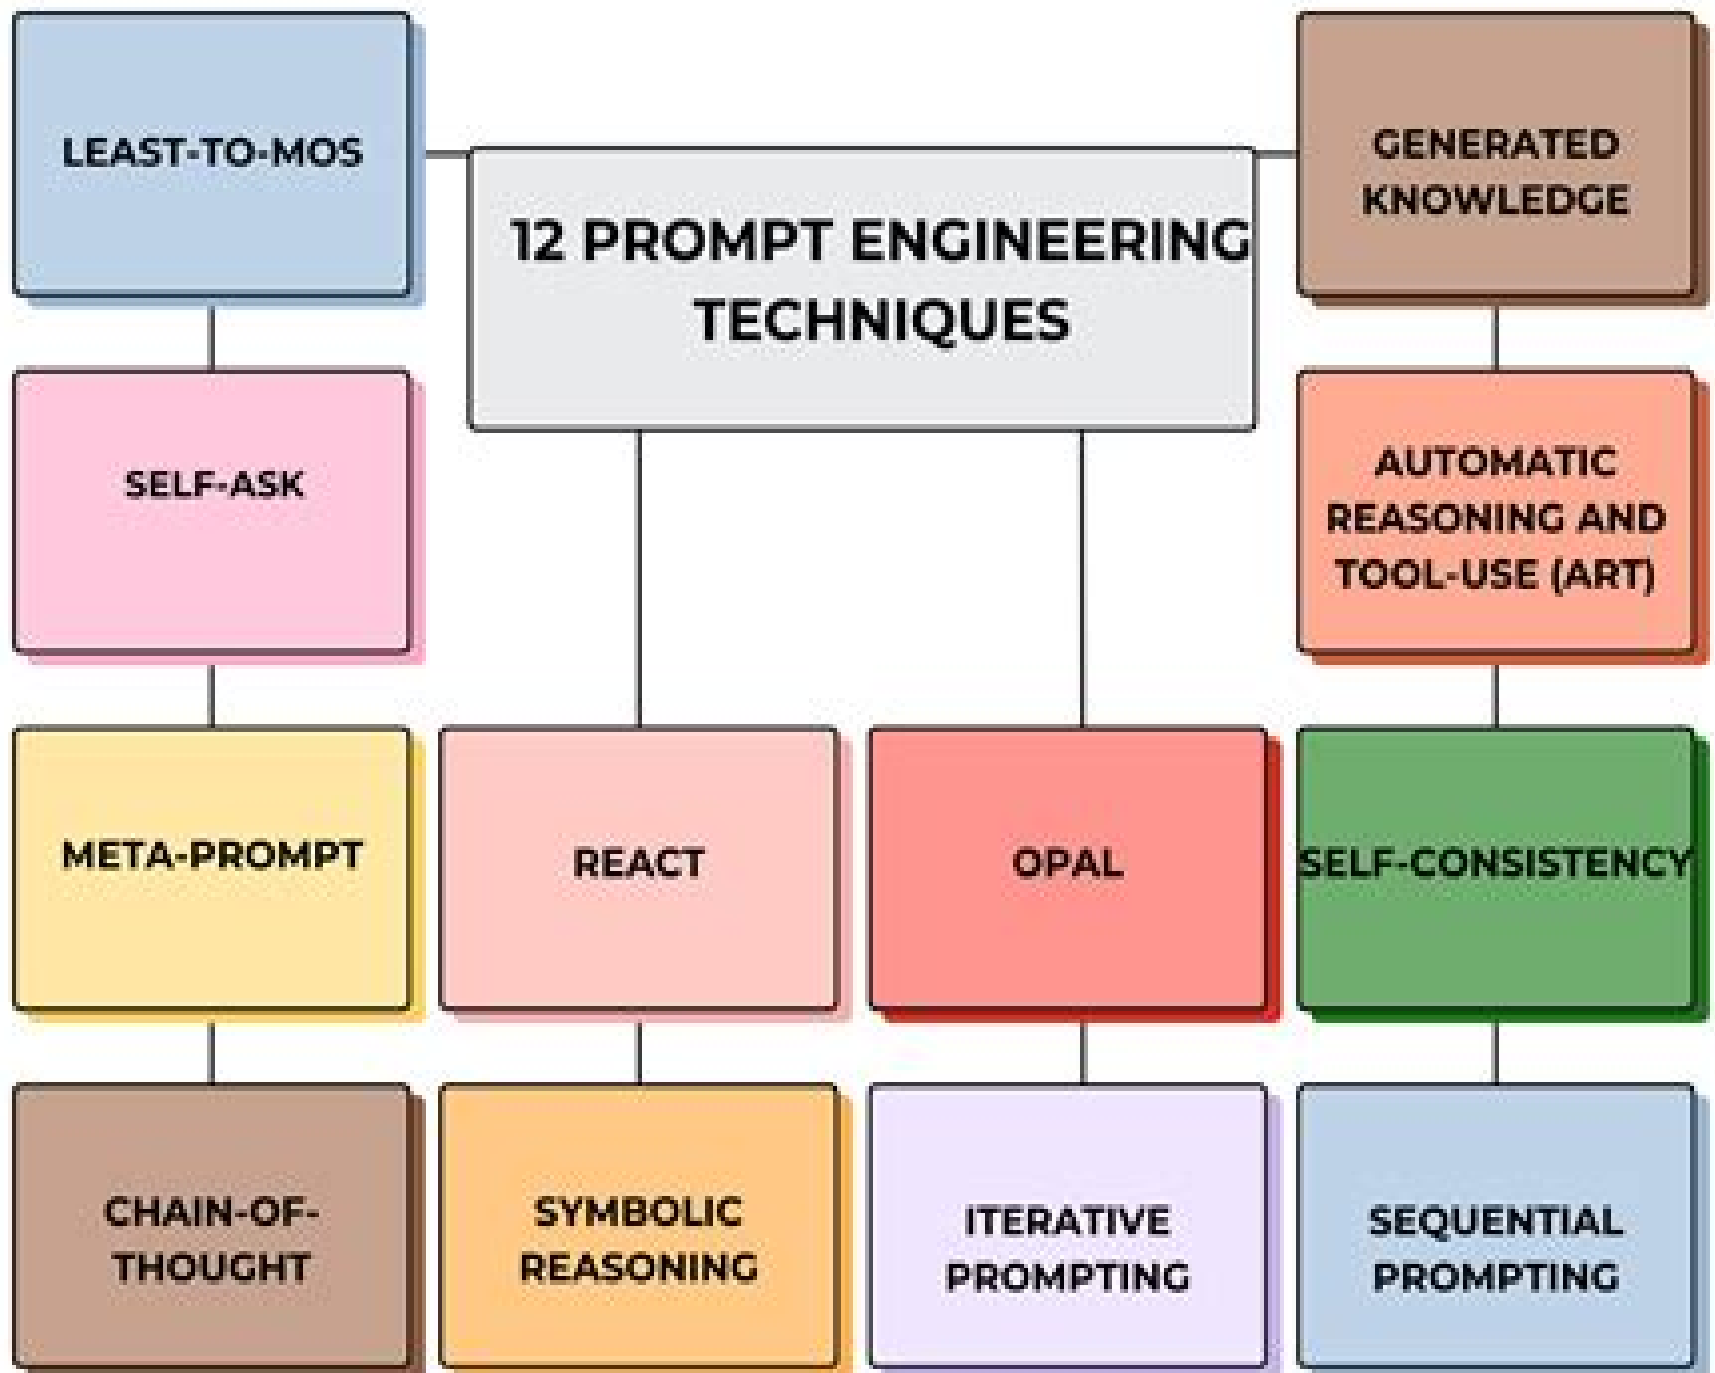 LEAST-TO-MOS
12 PROMPT ENGINEERING
TECHNIQUES
GENERATED
KNOWLEDGE
SELF-ASK
AUTOMATIC
REASONING AND
TOOL-USE (ART)
META-PROMPT
REACT
OPAL
SELF-CONSISTENCY
CHAIN-OF-
THOUGHT
SYMBOLIC
REASONING
ITERATIVE
PROMPTING
SEQUENTIAL
PROMPTING